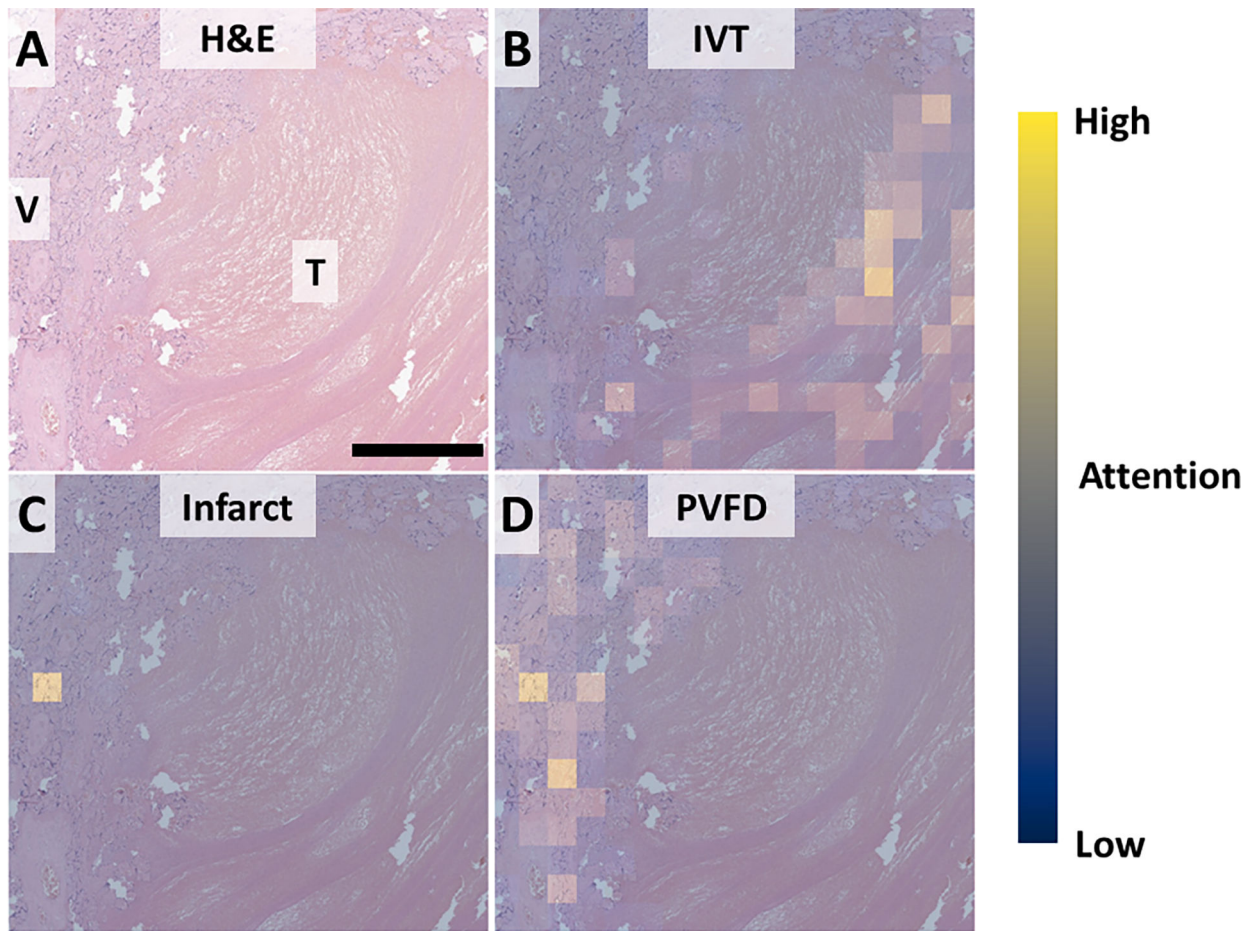 A H&E
V
T
B IVT
C Infarct
D PVFD
High
Attention
Low